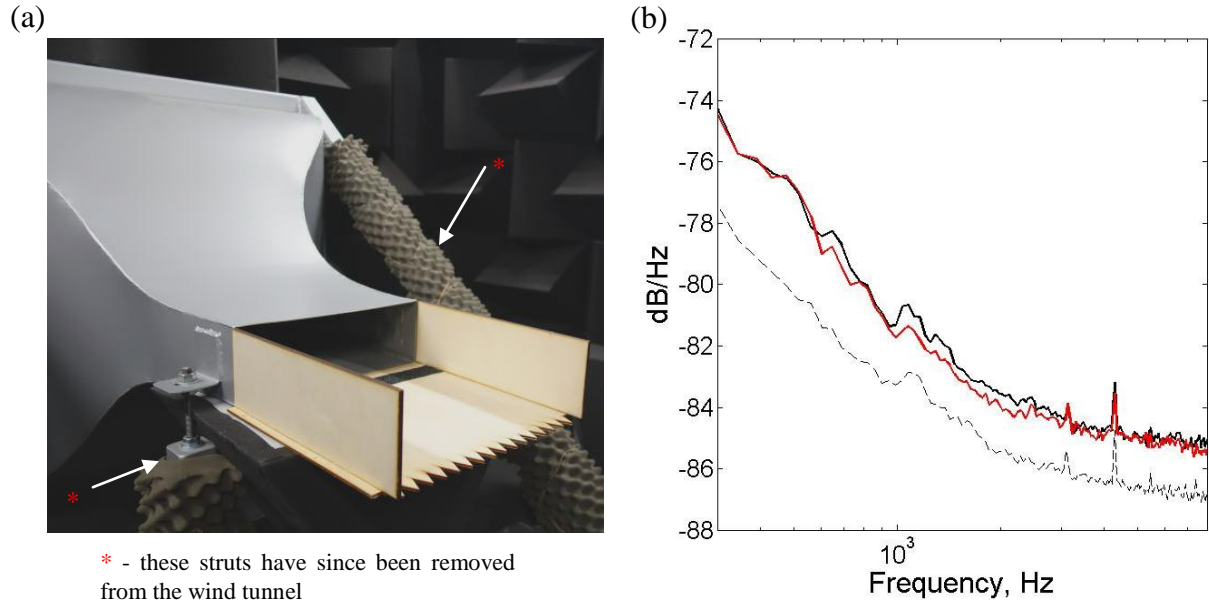 (a)
*
*
* - these struts have since been removed
from the wind tunnel
(b)
-72
-74
-76
-78
-80
-82
-84
-86
-88
dB/Hz
10³
Frequency, Hz